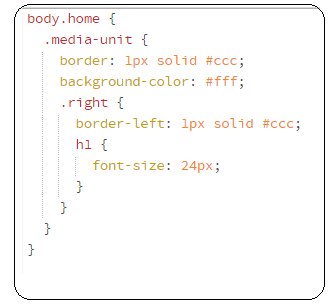 body.home {
.media-unit {
border: 1px solid #ccc;
background-color: #fff;
.right {
border-left: 1px solid #ccc;
h1 {
font-size: 24px;
}
}
}
}